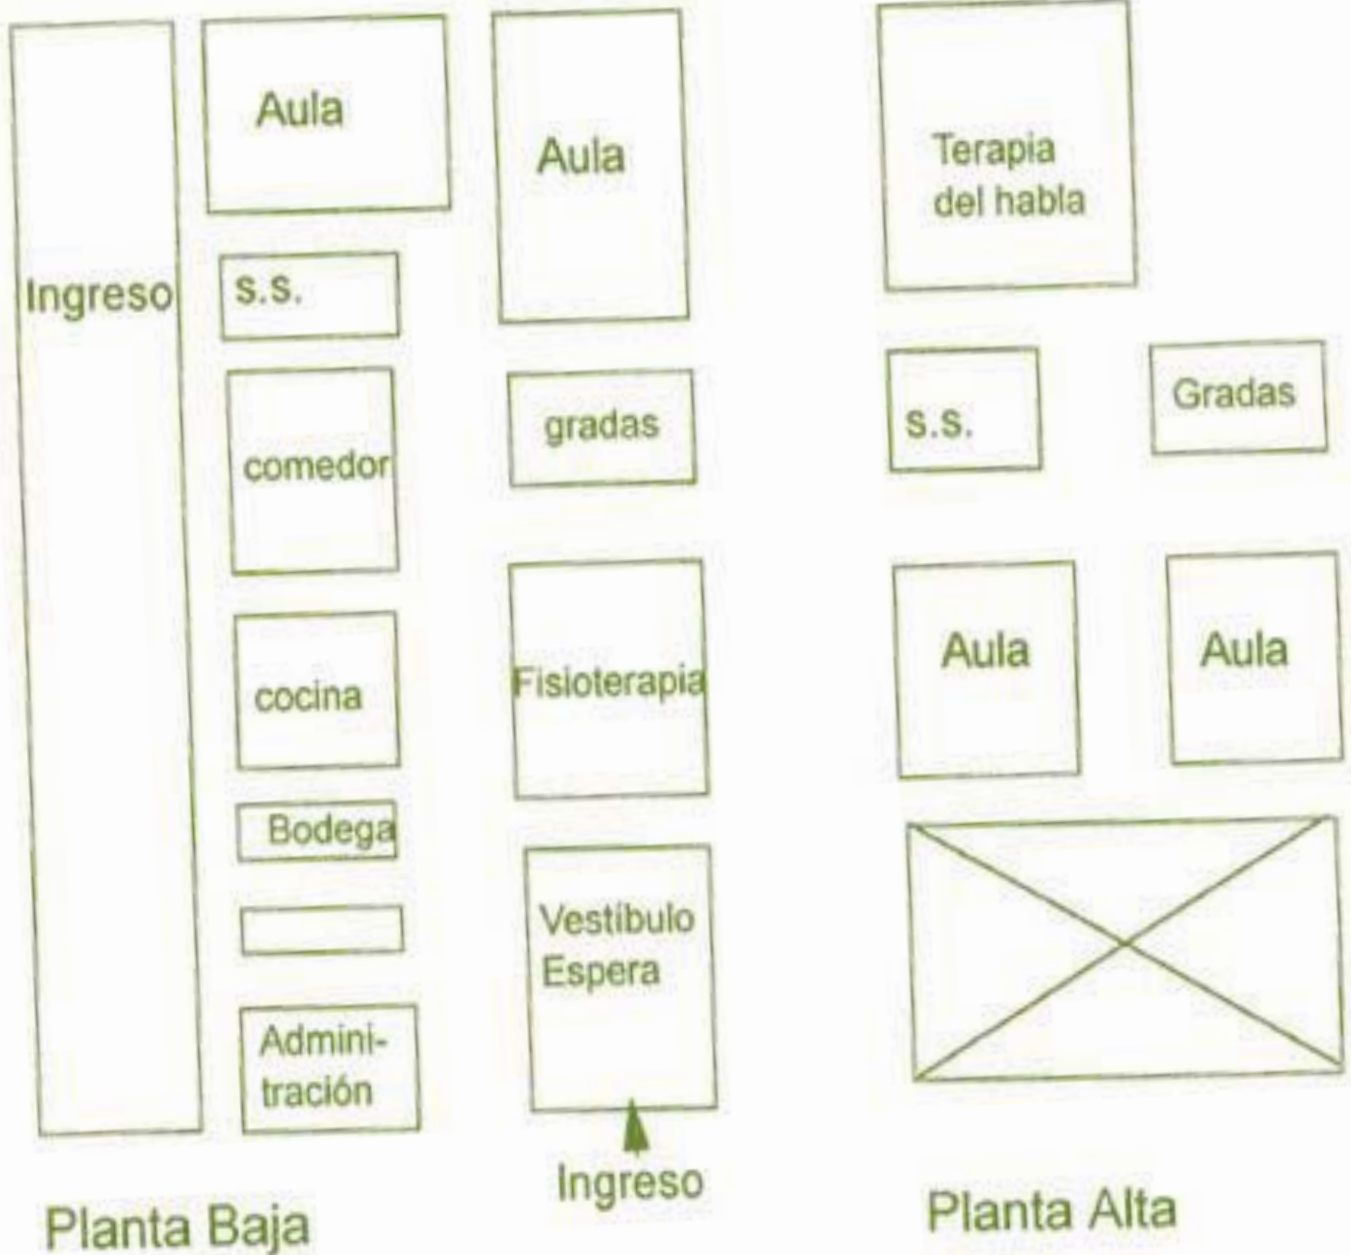 Aula
Aula
Ingreso
s.s.
gradas
comedor
Fisioterapia
cocina
Bodega
Vestíbulo
Espera
Admini-
tración
Ingreso
Planta Baja
Terapia
del habla
s.s.
Gradas
Aula
Aula
Planta Alta